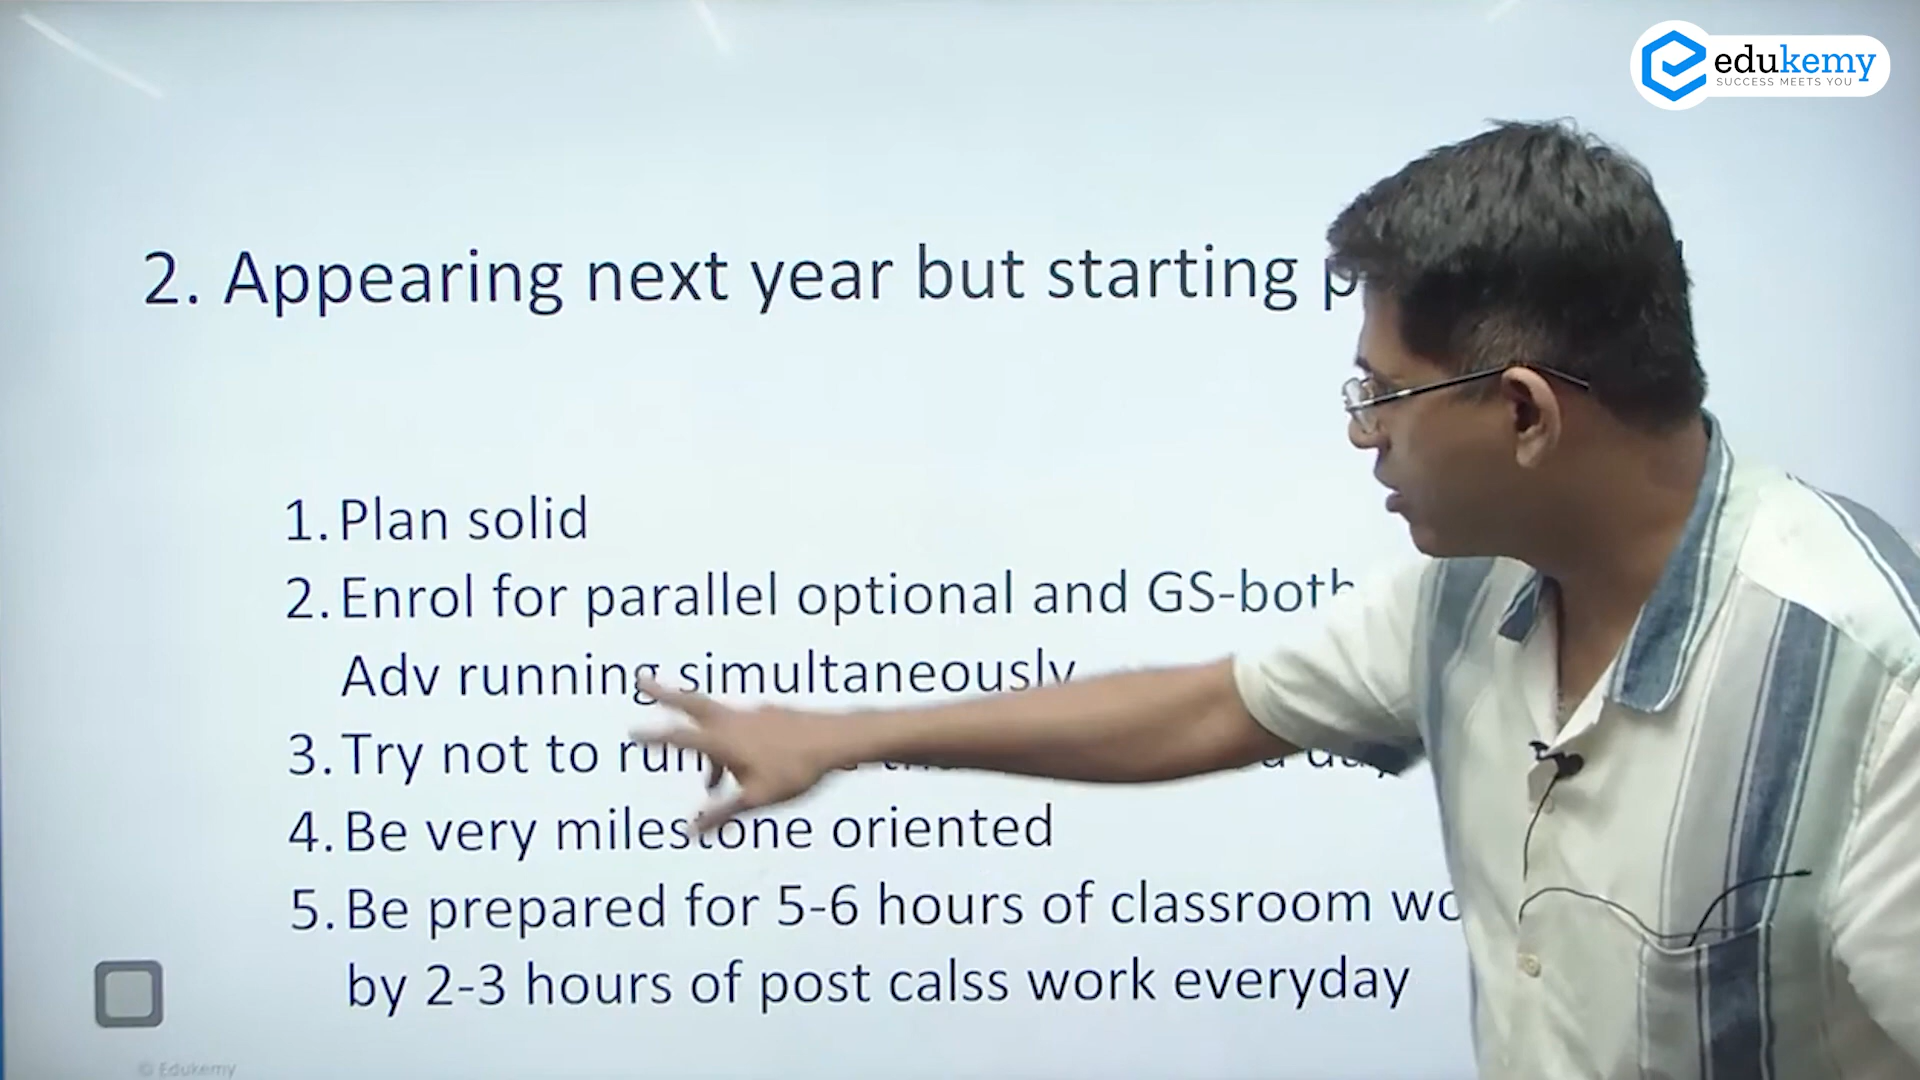 edukemy
SUCCESS MEETS YOU
2. Appearing next year but starting
1. Plan solid
2. Enrol for parallel optional and GS-both
Adv running simultaneously
3. Try not to run
4. Be very milestone oriented
5. Be prepared for 5-6 hours of classroom
by 2-3 hours of post calss work everyday
© Edukemy